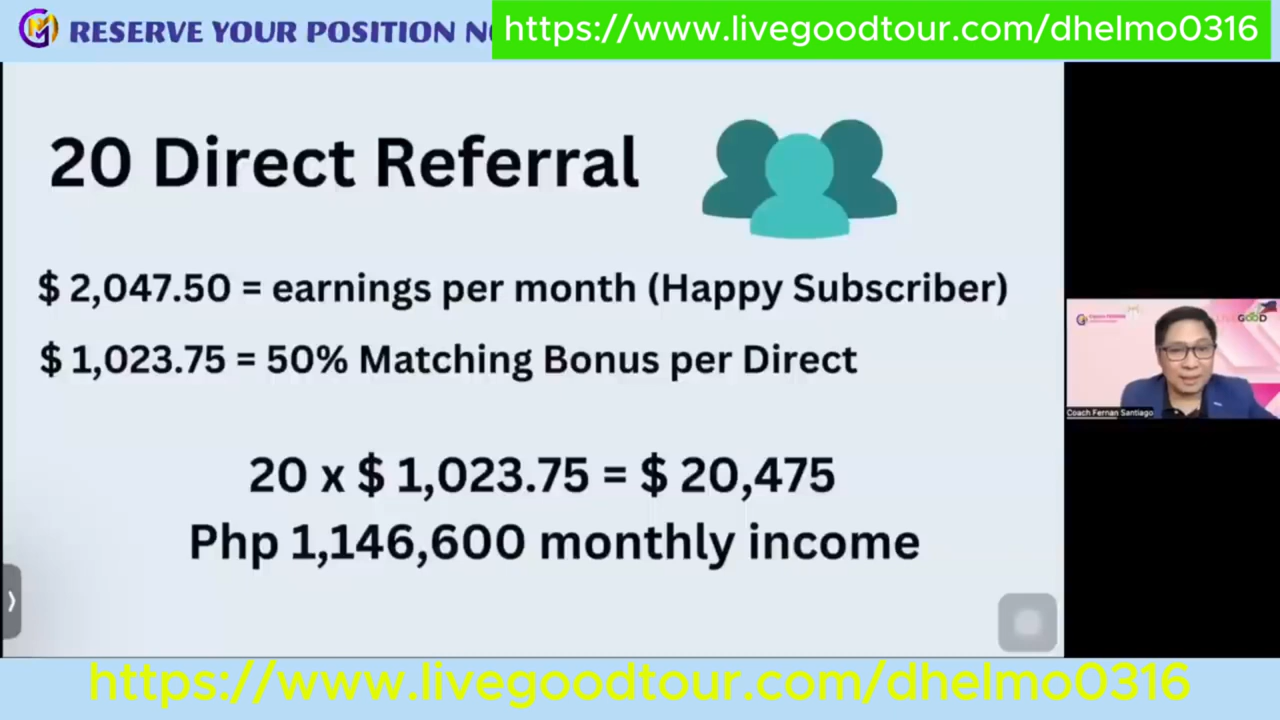 RESERVE YOUR POSITION
https://www.livegoodtour.com/dhelmo0316
20 Direct Referral
$ 2,047.50 = earnings per month (Happy Subscriber)
$ 1,023.75 = 50% Matching Bonus per Direct
20 x $ 1,023.75 = $ 20,475
Php 1,146,600 monthly income
GOOD
Coach Fernan Santiago
https://www.livegoodtour.com/dhelmo0316